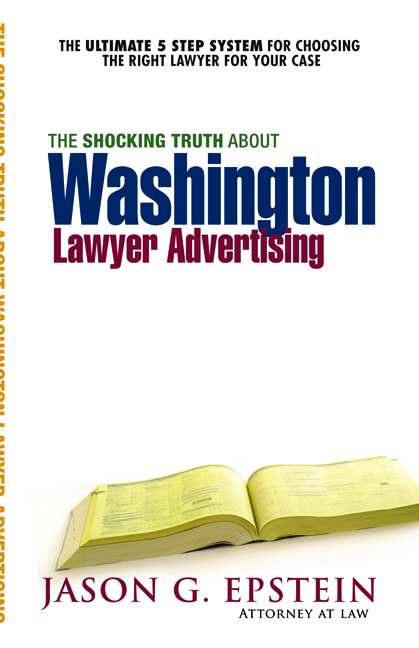 THE ULTIMATE 5 STEP SYSTEM FOR CHOOSING
THE RIGHT LAWYER FOR YOUR CASE
THE SHOCKING TRUTH ABOUT
Washington
Lawyer Advertising
JASON G. EPSTEIN
ATTORNEY AT LAW
THE SHOCKING TRUTH ABOUT WASHINGTON LAWYER ADVERTISING